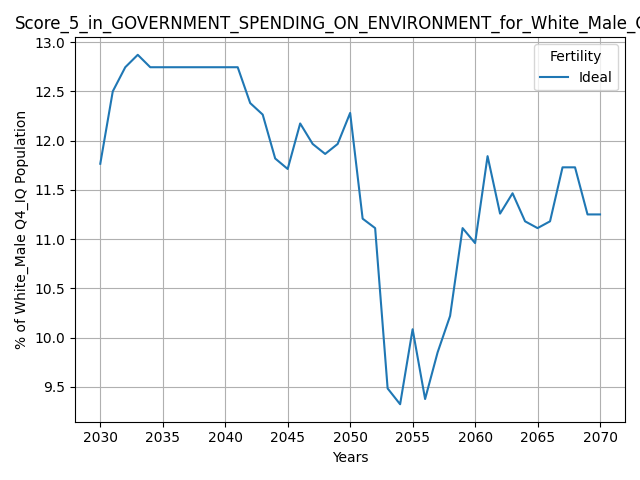 Score_5_in_GOVERNMENT_SPENDING_ON_ENVIRONMENT_for_White_Male_
13.0
12.5
12.0
11.5
11.0
10.5
10.0
9.5
% of White_Male Q4_IQ Population
Fertility
Ideal
2030 2035 2040 2045 2050 2055 2060 2065 2070
Years